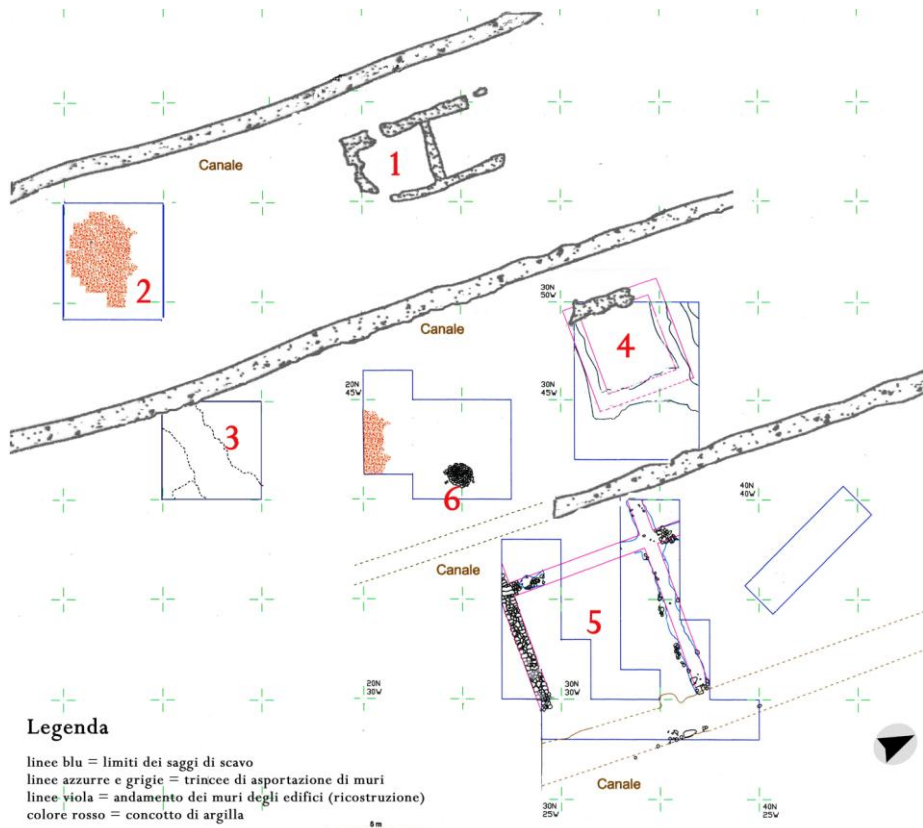 Canale
1
2
30N
50W
Canale
4
20N
45W
30N
45W
3
6
40N
40W
Canale
5
20N
30W
30N
30W
Legenda
linee blu = limiti dei saggi di scavo
linee azzurre e grigie = trincee di asportazione di muri
linee viola = andamento dei muri degli edifici (ricostruzione)
colore rosso = concotto di argilla
Canale
30N
25W
40N
25W
5 m